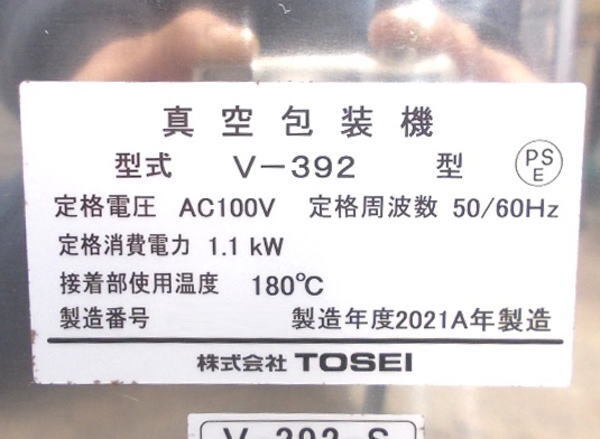 真空包装機
型式 V-392 型 PSE
定格電圧 AC100V 定格周波数 50/60Hz
定格消費電力 1.1 kW
接着部使用温度 180℃
製造番号 製造年度2021A年製造
株式会社 TOSEI
V-392-S